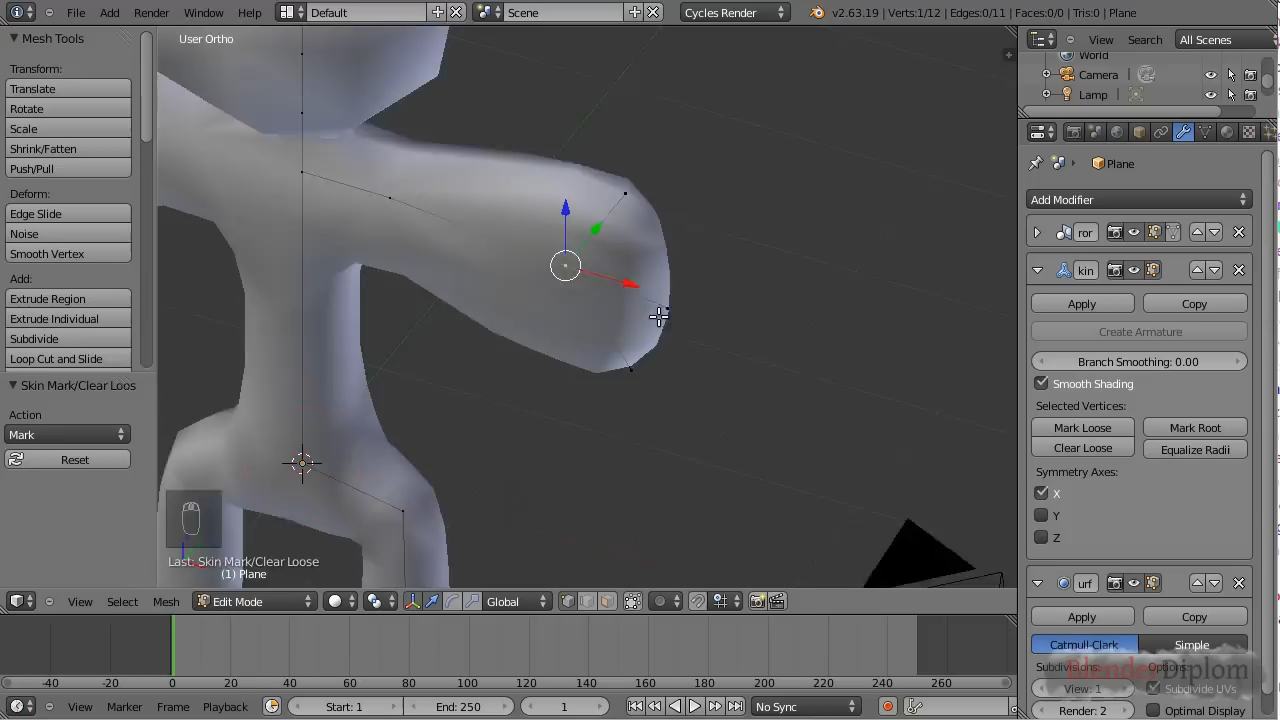 File Add Render Window Help Default Scene Cycles Render v2.63.19 | Verts:1/12 | Edges:0/11 | Faces:0/0 | Tris:0 | Plane
Mesh Tools
User Ortho
View Search All Scenes
World
Camera
Lamp
Transform:
Translate
Rotate
Scale
Shrink/Fatten
Push/Pull
Deform:
Edge Slide
Noise
Smooth Vertex
Add:
Extrude Region
Extrude Individual
Subdivide
Loop Cut and Slide
Skin Mark/Clear Loos
Action
Mark
Reset
Last: Skin Mark/Clear Loose
(1) Plane
Plane
Add Modifier
ror
kin
Apply Copy
Create Armature
Branch Smoothing: 0.00
Smooth Shading
Selected Vertices:
Mark Loose Mark Root
Clear Loose Equalize Radii
Symmetry Axes:
X
Y
Z
urf
Apply Copy
Catmull-Clark Simple
Subdivisions: Options:
View: 1 Subdivide UVs
Render: 2 Optimal Display
BlenderDiplom
View Select Mesh Edit Mode Global
-40 -20 0 20 40 60 80 100 120 140 160 180 200 220 240 260
View Marker Frame Playback Start: 1 End: 250 1 No Sync